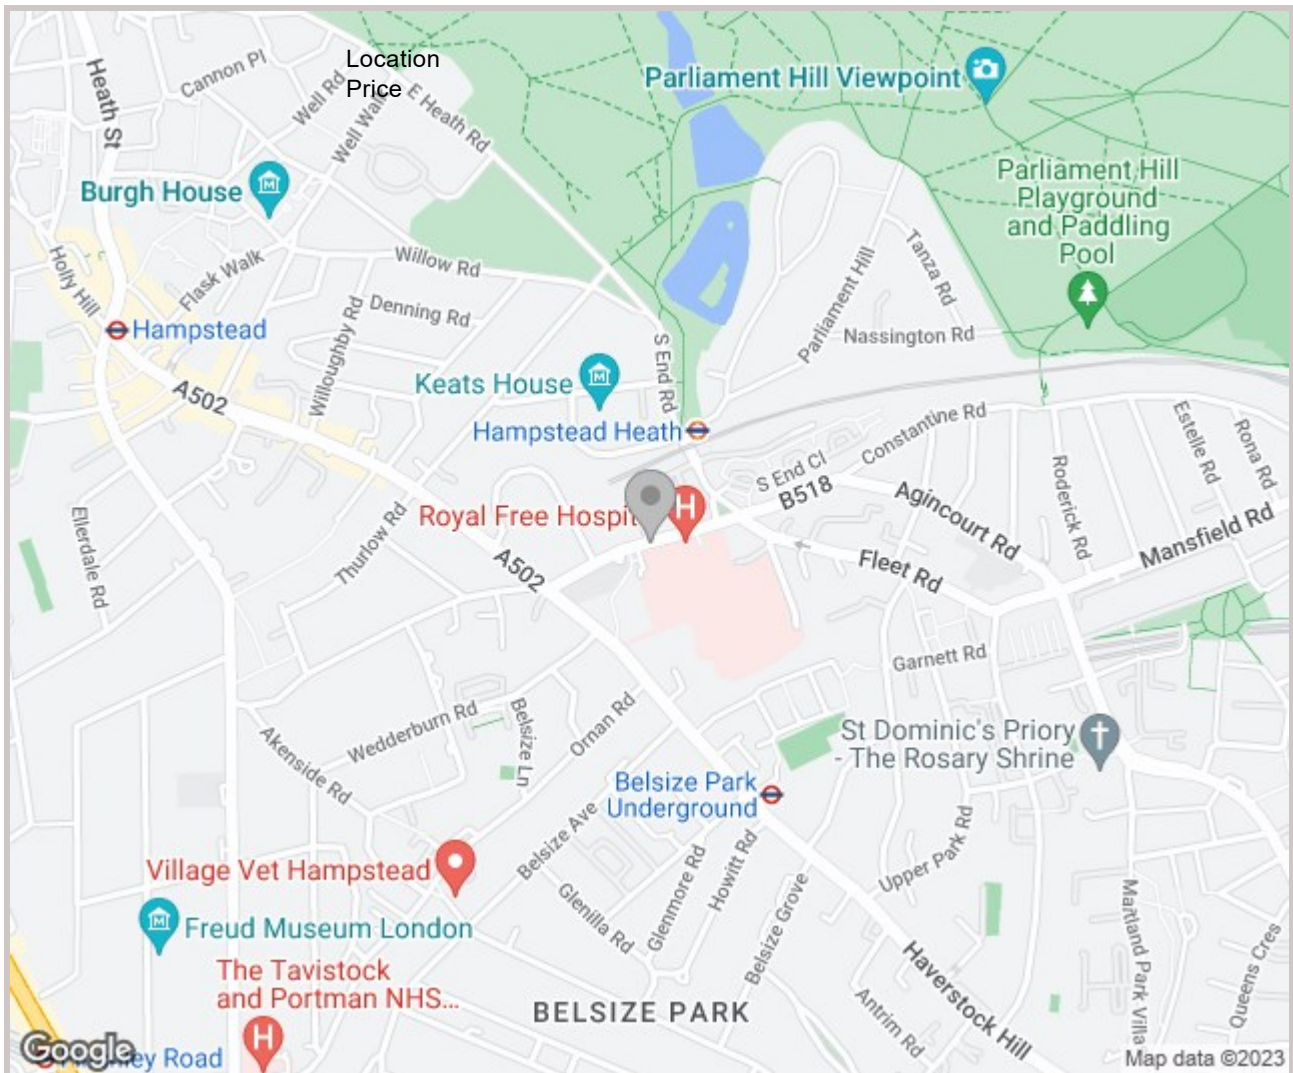 Location
Price
Heath St
Cannon Pl
Well Rd
Well Walk
E Heath Rd
Parliament Hill Viewpoint
Burgh House
Parliament Hill
Playground
and Paddling
Pool
Holly Hill
Flask Walk
Willow Rd
Tanza Rd
Parliament Hill
Denning Rd
Willoughby Rd
Hampstead
Nassington Rd
S End Rd
Keats House
A502
Hampstead Heath
Constantine Rd
Estelle Rd
Rona Rd
S End Cl
B518
Roderick Rd
Agincourt Rd
Royal Free Hospit
Mansfield Rd
Ellerdale Rd
Thurlow Rd
A502
Fleet Rd
Garnett Rd
Wedderburn Rd
Belsize Ln
Ornan Rd
Akenside Rd
St Dominic's Priory
- The Rosary Shrine
Belsize Park
Underground
Belsize Ave
Howitt Rd
Upper Park Rd
Village Vet Hampstead
Glenilla Rd
Glenmore Rd
Belsize Grove
Maitland Park Villa
Freud Museum London
Queens Cres
Haverstock Hill
The Tavistock
and Portman NHS...
BELSIZE PARK
Antrim Rd
Google
Road
Map data ©2023